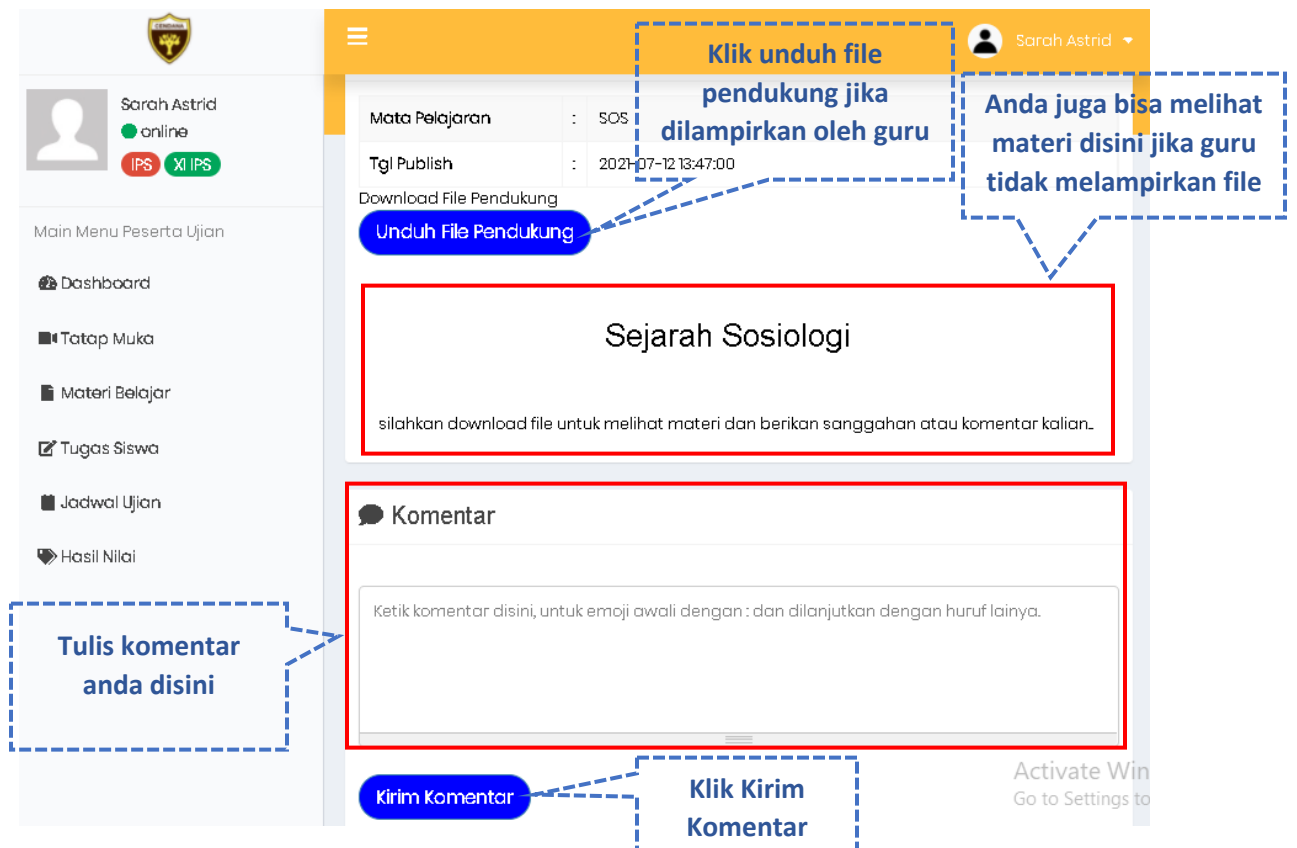 CENDANA
Sarah Astrid
Sarah Astrid
online
IPS XI IPS
Main Menu Peserta Ujian
Dashboard
Tatap Muka
Materi Belajar
Tugas Siswa
Jadwal Ujian
Hasil Nilai
Klik unduh file
pendukung jika
dilampirkan oleh guru
Anda juga bisa melihat
materi disini jika guru
tidak melampirkan file
Mata Pelajaran : SOS
Tgl Publish : 2021-07-12 13:47:00
Download File Pendukung
Unduh File Pendukung
Sejarah Sosiologi
silahkan download file untuk melihat materi dan berikan sanggahan atau komentar kalian..
Komentar
Ketik komentar disini, untuk emoji awali dengan : dan dilanjutkan dengan huruf lainya.
Tulis komentar
anda disini
Kirim Komentar
Klik Kirim
Komentar
Activate Win
Go to Settings to